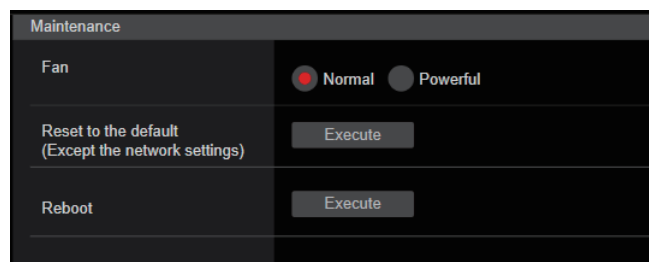 Maintenance
Fan
Normal Powerful
Reset to the default
(Except the network settings)
Execute
Reboot
Execute